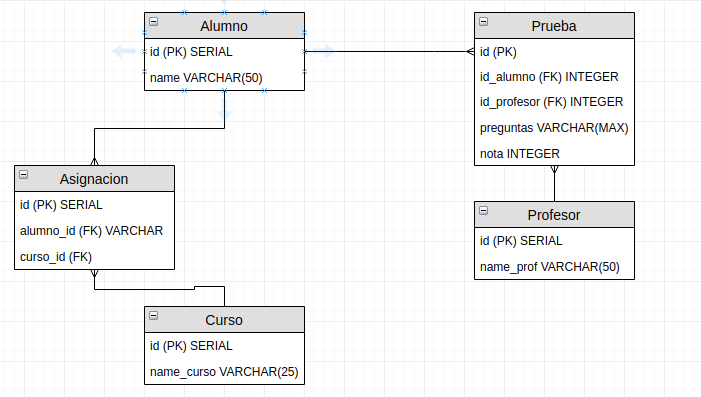 Alumno
id (PK) SERIAL
name VARCHAR(50)
Prueba
id (PK)
id_alumno (FK) INTEGER
id_profesor (FK) INTEGER
preguntas VARCHAR(MAX)
nota INTEGER
Asignacion
id (PK) SERIAL
alumno_id (FK) VARCHAR
curso_id (FK)
Profesor
id (PK) SERIAL
name_prof VARCHAR(50)
Curso
id (PK) SERIAL
name_curso VARCHAR(25)